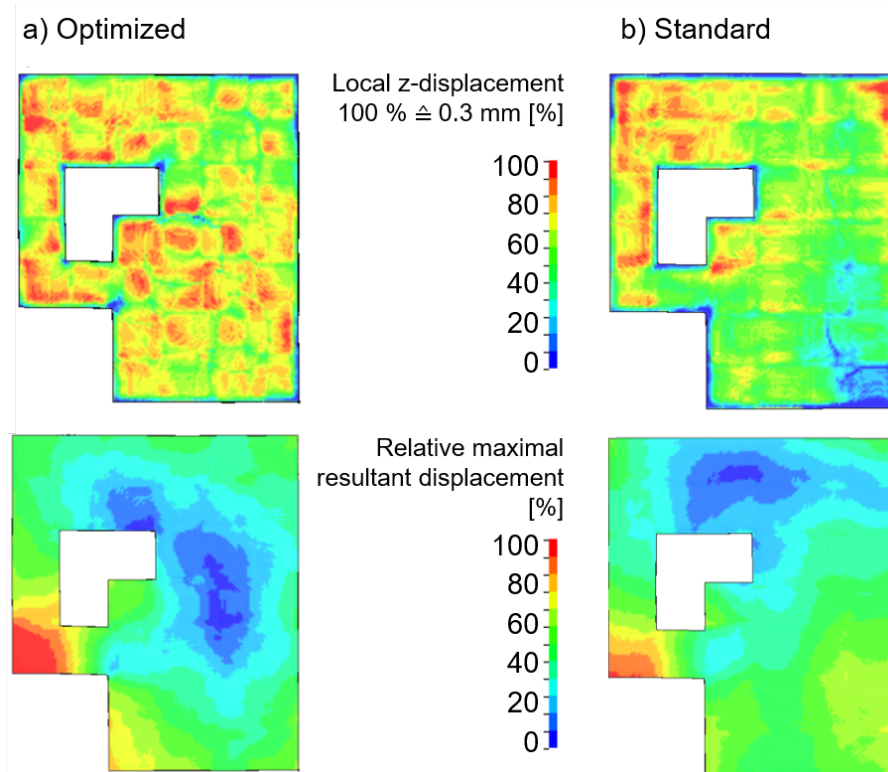 a) Optimized
b) Standard
Local z-displacement
100 % ≙ 0.3 mm [%]
100
80
60
40
20
0
Relative maximal
resultant displacement
[%]
100
80
60
40
20
0